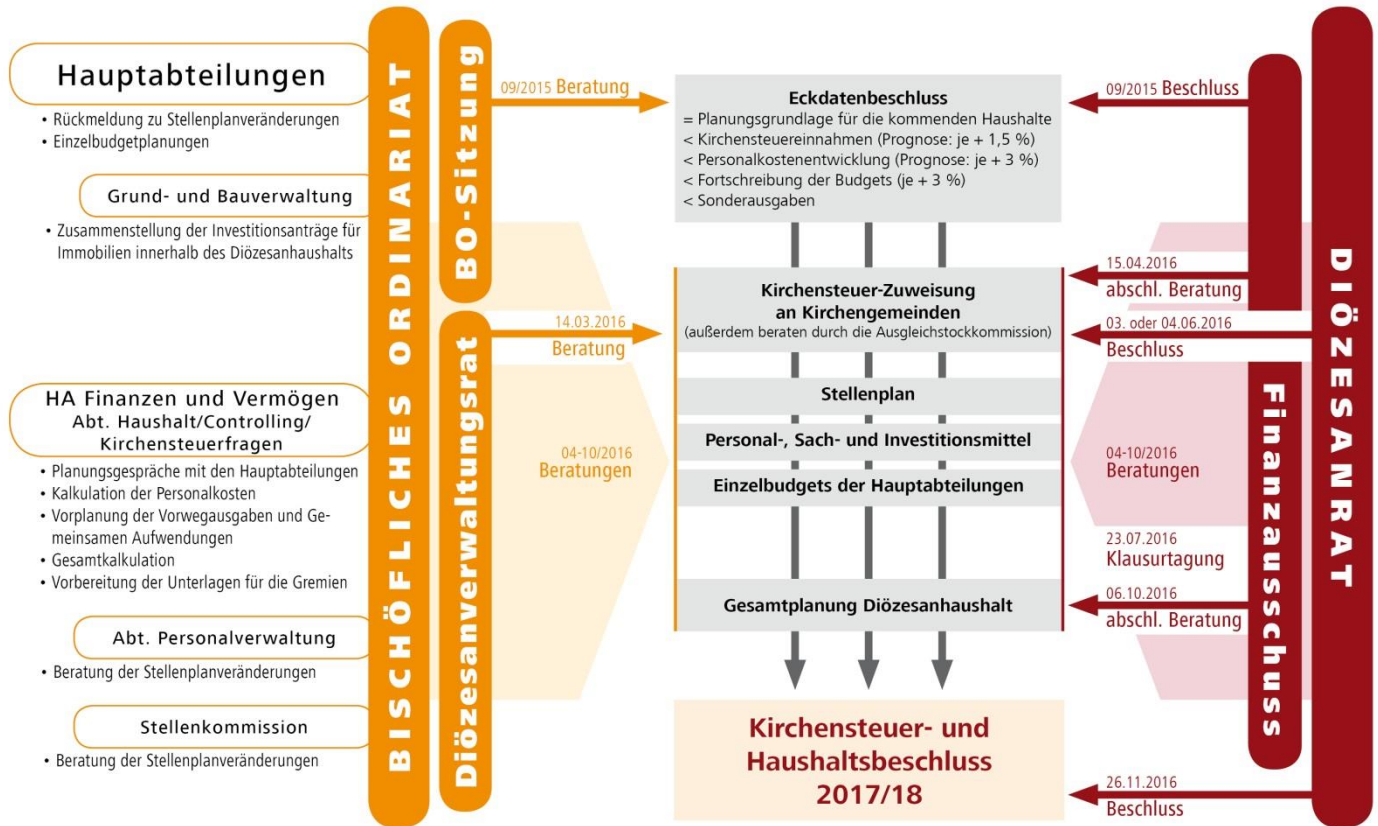 Hauptabteilungen
• Rückmeldung zu Stellenplanveränderungen
• Einzelbudgetplanungen
Grund- und Bauverwaltung
• Zusammenstellung der Investitionsanträge für
Immobilien innerhalb des Diözesanhaushalts
HA Finanzen und Vermögen
Abt. Haushalt/Controlling/
Kirchensteuerfragen
• Planungsgespräche mit den Hauptabteilungen
• Kalkulation der Personalkosten
• Vorplanung der Vorwegausgaben und Ge-
meinsamen Aufwendungen
• Gesamtkalkulation
• Vorbereitung der Unterlagen für die Gremien
Abt. Personalverwaltung
• Beratung der Stellenplanveränderungen
Stellenkommission
• Beratung der Stellenplanveränderungen
BISCHÖFLICHES ORDINARIAT
BO-Sitzung
Diözesanverwaltungsrat
09/2015 Beratung
14.03.2016
Beratung
04-10/2016
Beratungen
Eckdatenbeschluss
= Planungsgrundlage für die kommenden Haushalte
< Kirchensteuereinnahmen (Prognose: je + 1,5 %)
< Personalkostenentwicklung (Prognose: je + 3 %)
< Fortschreibung der Budgets (je + 3 %)
< Sonderausgaben
Kirchensteuer-Zuweisung
an Kirchengemeinden
(außerdem beraten durch die Ausgleichstockkommission)
Stellenplan
Personal-, Sach- und Investitionsmittel
Einzelbudgets der Hauptabteilungen
Gesamtplanung Diözesanhaushalt
Kirchensteuer- und
Haushaltsbeschluss
2017/18
09/2015 Beschluss
15.04.2016
abschl. Beratung
03. oder 04.06.2016
Beschluss
04-10/2016
Beratungen
23.07.2016
Klausurtagung
06.10.2016
abschl. Beratung
26.11.2016
Beschluss
Finanzausschuss
DIÖZESANRAT